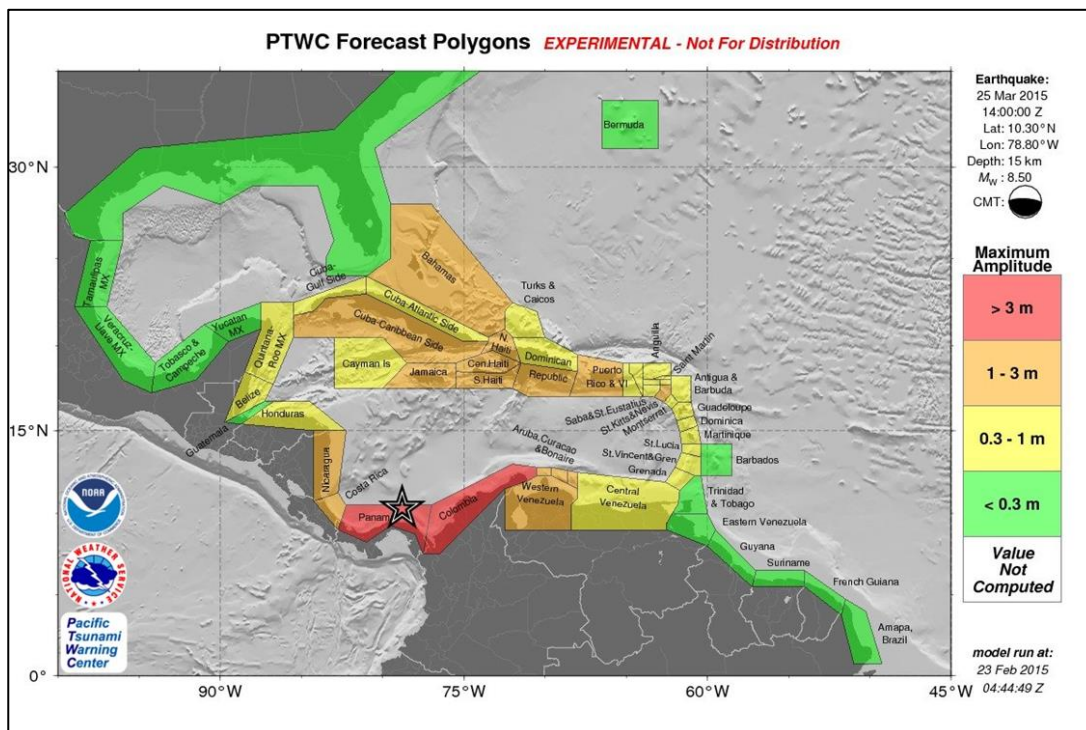 PTWC Forecast Polygons EXPERIMENTAL - Not For Distribution
Earthquake:
25 Mar 2015
14:00:00 Z
Lat: 10.30°N
Lon: 78.80°W
Depth: 15 km
MW : 8.50
CMT:
Maximum
Amplitude
> 3 m
1 - 3 m
0.3 - 1 m
< 0.3 m
Value
Not
Computed
model run at:
23 Feb 2015
04:44:49 Z
30°N
15°N
0°
90°W
75°W
60°W
45°W
Bermuda
Bahamas
Turks &
Caicos
Cuba-
Gulf Side
Cuba-Atlantic Side
Cuba-Caribbean Side
Tamaulipas
MX
Veracruz-
Llave MX
Tobasco &
Campeche
Yucatan
MX
Quintana-
Roo MX
Belize
Guatemala
Honduras
Nicaragua
Costa Rica
Panam
Colombia
Cayman Is
Jamaica
N.
Haiti
Cen.Haiti
S.Haiti
Dominican
Republic
Puerto
Rico & VI
Anguilla
Saint Martin
Antigua &
Barbuda
Saba&St.Eustatius
St.Kitts&Nevis
Montserrat
Guadeloupe
Dominica
Martinique
St.Lucia
Barbados
St.Vincent&Gren
Grenada
Aruba,Curacao
&Bonaire
Western
Venezuela
Central
Venezuela
Trinidad
& Tobago
Eastern Venezuela
Guyana
Suriname
French Guiana
Amapa,
Brazil
NOAA
NATIONAL WEATHER SERVICE
Pacific
Tsunami
Warning
Center